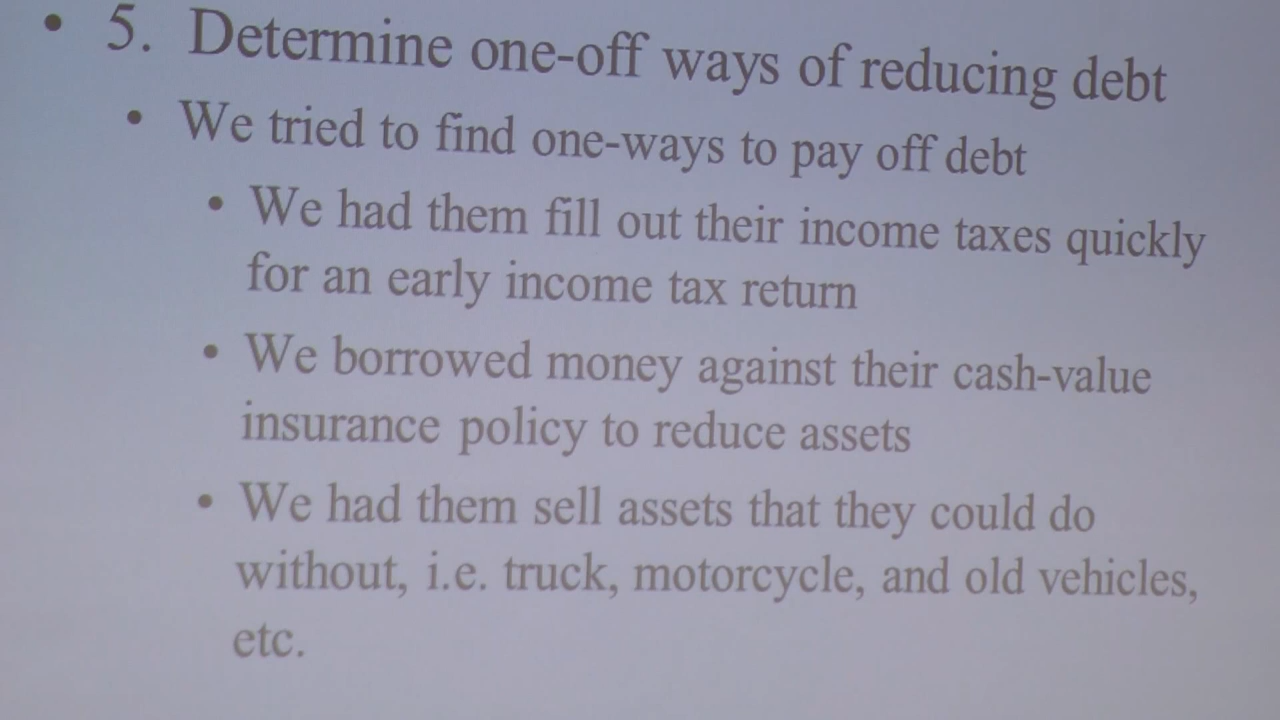 • 5. Determine one-off ways of reducing debt
• We tried to find one-ways to pay off debt
• We had them fill out their income taxes quickly
for an early income tax return
• We borrowed money against their cash-value
insurance policy to reduce assets
• We had them sell assets that they could do
without, i.e. truck, motorcycle, and old vehicles,
etc.